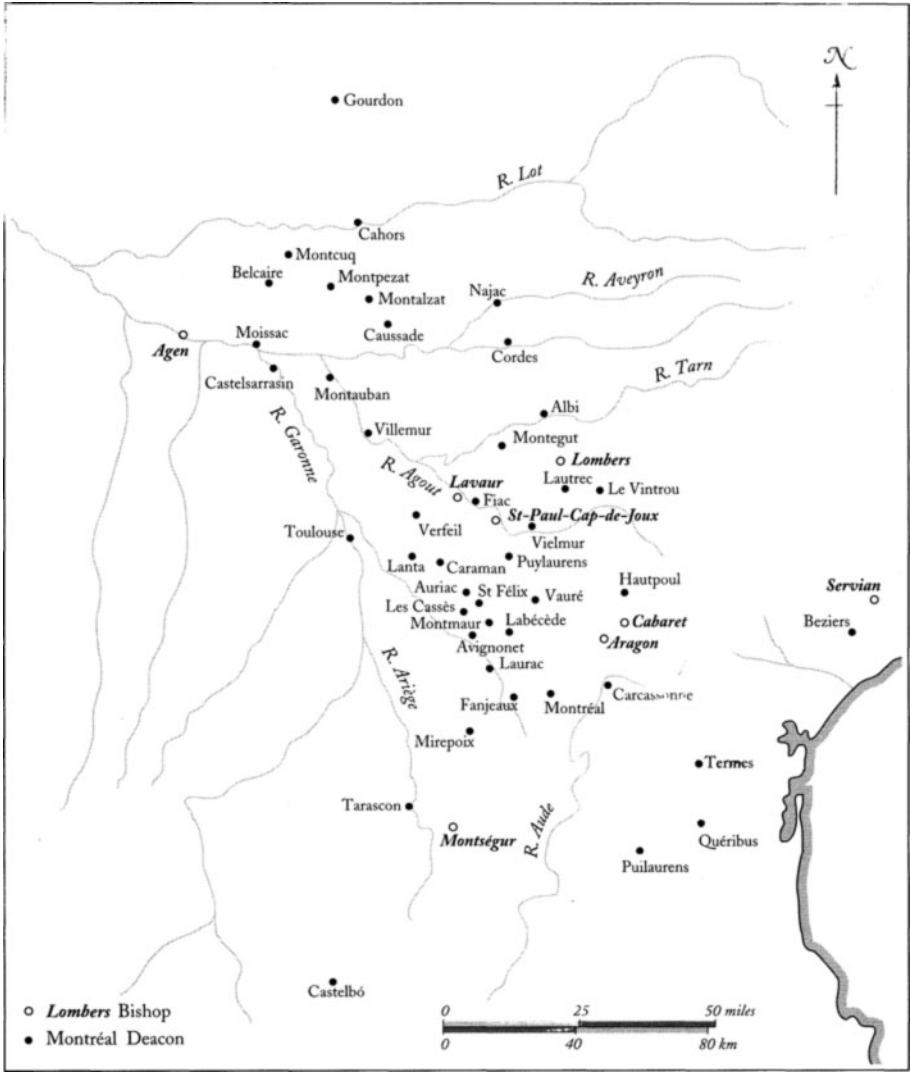 N
Gourdon
R. Lot
Cahors
Montcuq
Belcaire
Montpezat
R. Aveyron
Najac
Montalzat
Caussade
Moissac
Agen
Cordes
R. Tarn
Castelsarrasin
Montauban
Albi
R. Garonne
Villemur
Montegut
Lombers
R. Agout
Lavaur
Lautrec
Le Vintrou
Fiac
St-Paul-Cap-de-Joux
Verfeil
Toulouse
Vielmur
Lanta
Caraman
Puylaurens
Hautpoul
Auriac
St Félix
Vauré
Servian
Les Cassès
Montmaur
Labécède
Cabaret
Beziers
Avignonet
Aragon
Laurac
R. Ariège
Fanjeaux
Montréal
Carcassonne
Mirepoix
Termes
Tarascon
R. Aude
Montségur
Quéribus
Puilaurens
Castelbó
Lombers Bishop
Montréal Deacon
0 25 50 miles
0 40 80 km